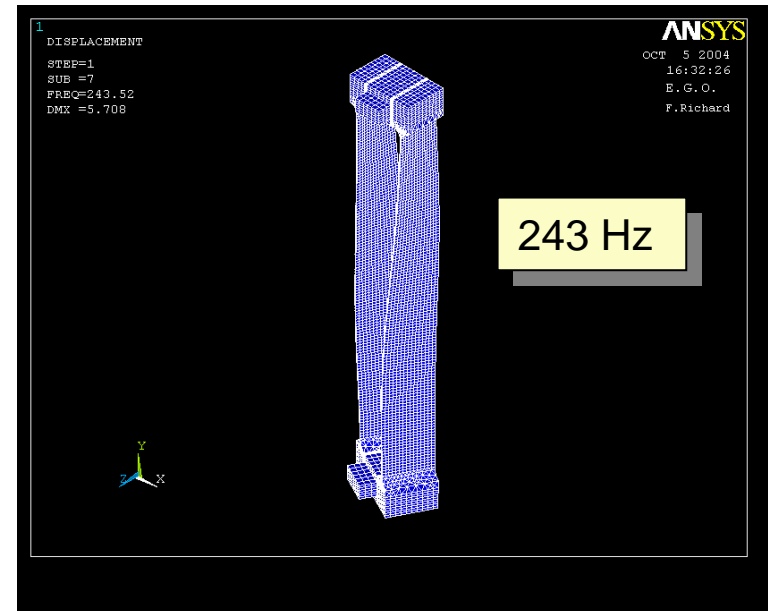 1
DISPLACEMENT
STEP=1
SUB =7
FREQ=243.52
DMX =5.708
ANSYS
OCT 5 2004
16:32:26
E.G.O.
F.Richard
243 Hz
Y
Z
X